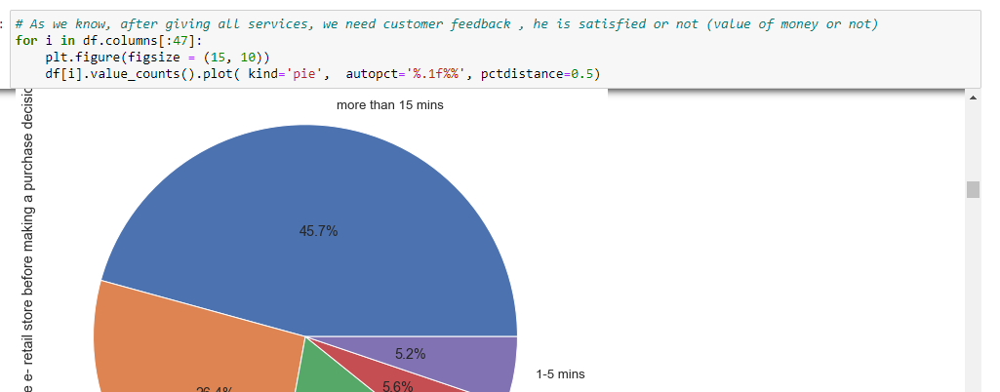 :
# As we know, after giving all services, we need customer feedback , he is satisfied or not (value of money or not)
for i in df.columns[:47]:
    plt.figure(figsize = (15, 10))
    df[i].value_counts().plot( kind='pie',  autopct='%.1f%%', pctdistance=0.5)
more than 15 mins
e e- retail store before making a purchase
45.7%
5.2%
1-5 mins
5.6%
26.4%